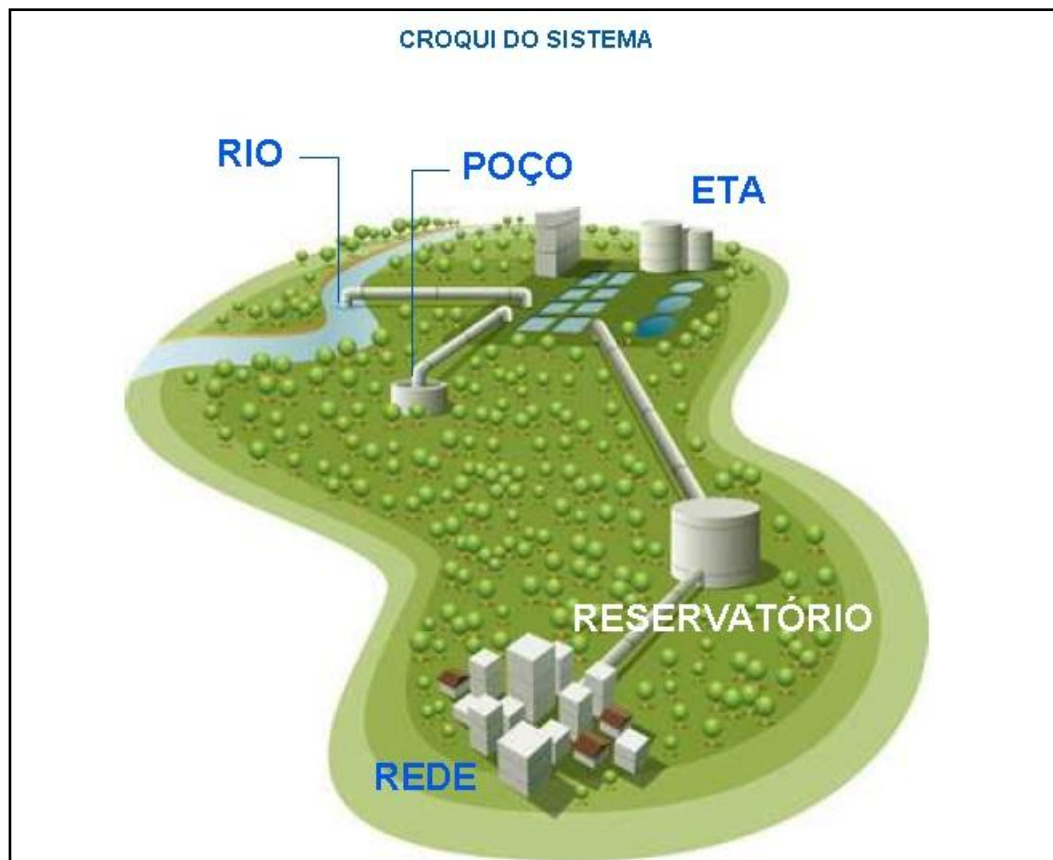 CROQUI DO SISTEMA
RIO
POÇO
ETA
RESERVATÓRIO
REDE